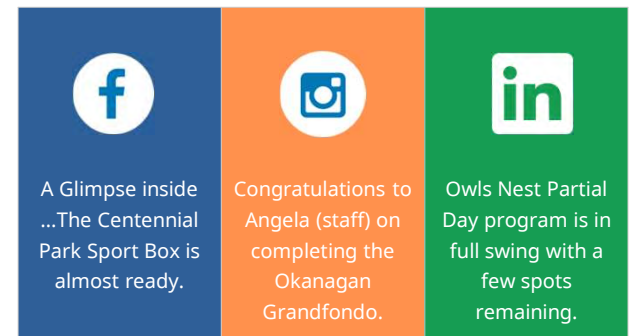 f
A Glimpse inside
...The Centennial
Park Sport Box is
almost ready.
Congratulations to
Angela (staff) on
completing the
Okanagan
Grandfondo.
in
Owls Nest Partial
Day program is in
full swing with a
few spots
remaining.